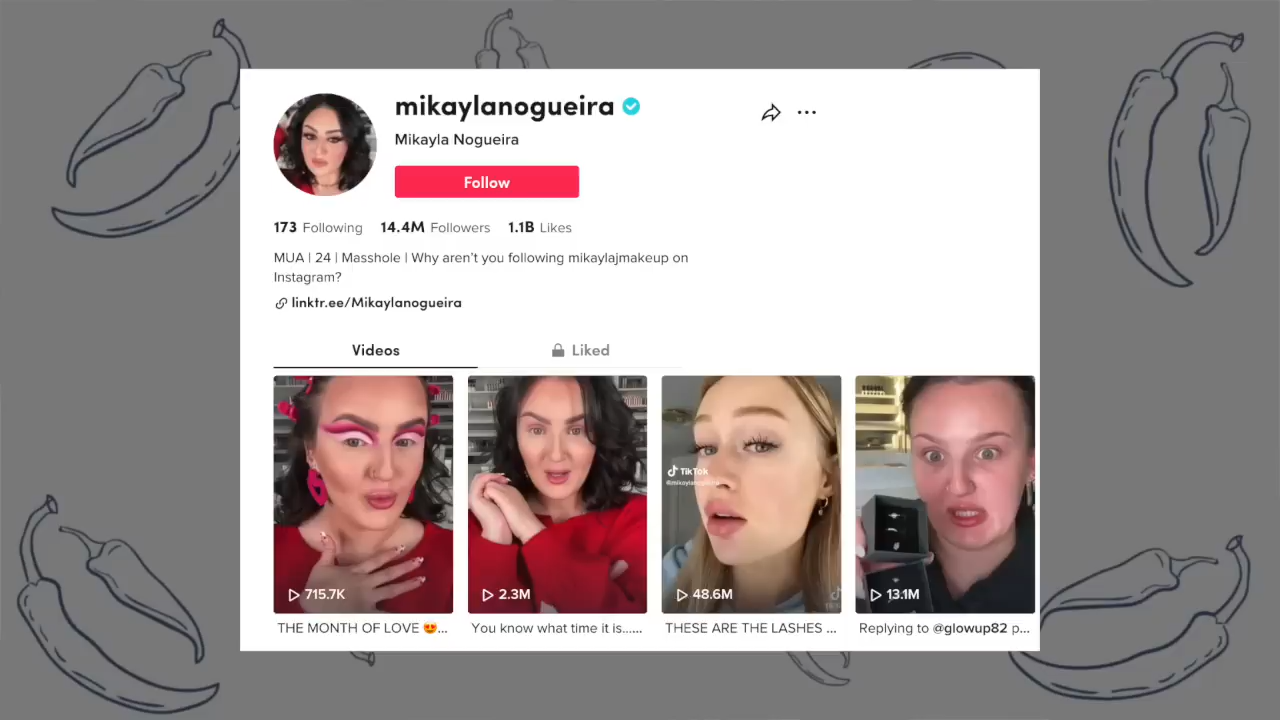 mikaylanogueira
Mikayla Nogueira
Follow
173 Following 14.4M Followers 1.1B Likes
MUA | 24 | Masshole | Why aren't you following mikaylajmakeup on
Instagram?
linktr.ee/Mikaylanogueira
Videos Liked
TikTok
@mikaylanogueira
715.7K 2.3M 48.6M 13.1M
THE MONTH OF LOVE 😍... You know what time it is...... THESE ARE THE LASHES ... Replying to @glowup82 p...